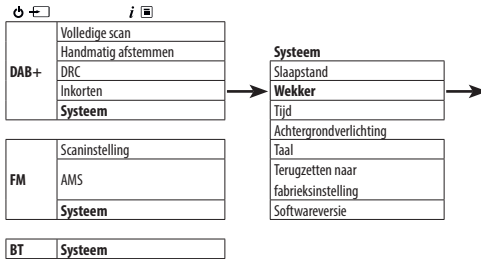 i
DAB+
Volledige scan
Handmatig afstemmen
DRC
Inkorten
Systeem
FM
Scaninstelling
AMS
Systeem
BT
Systeem
Systeem
Slaapstand
Wekker
Tijd
Achtergrondverlichting
Taal
Terugzetten naar
fabrieksinstelling
Softwareversie